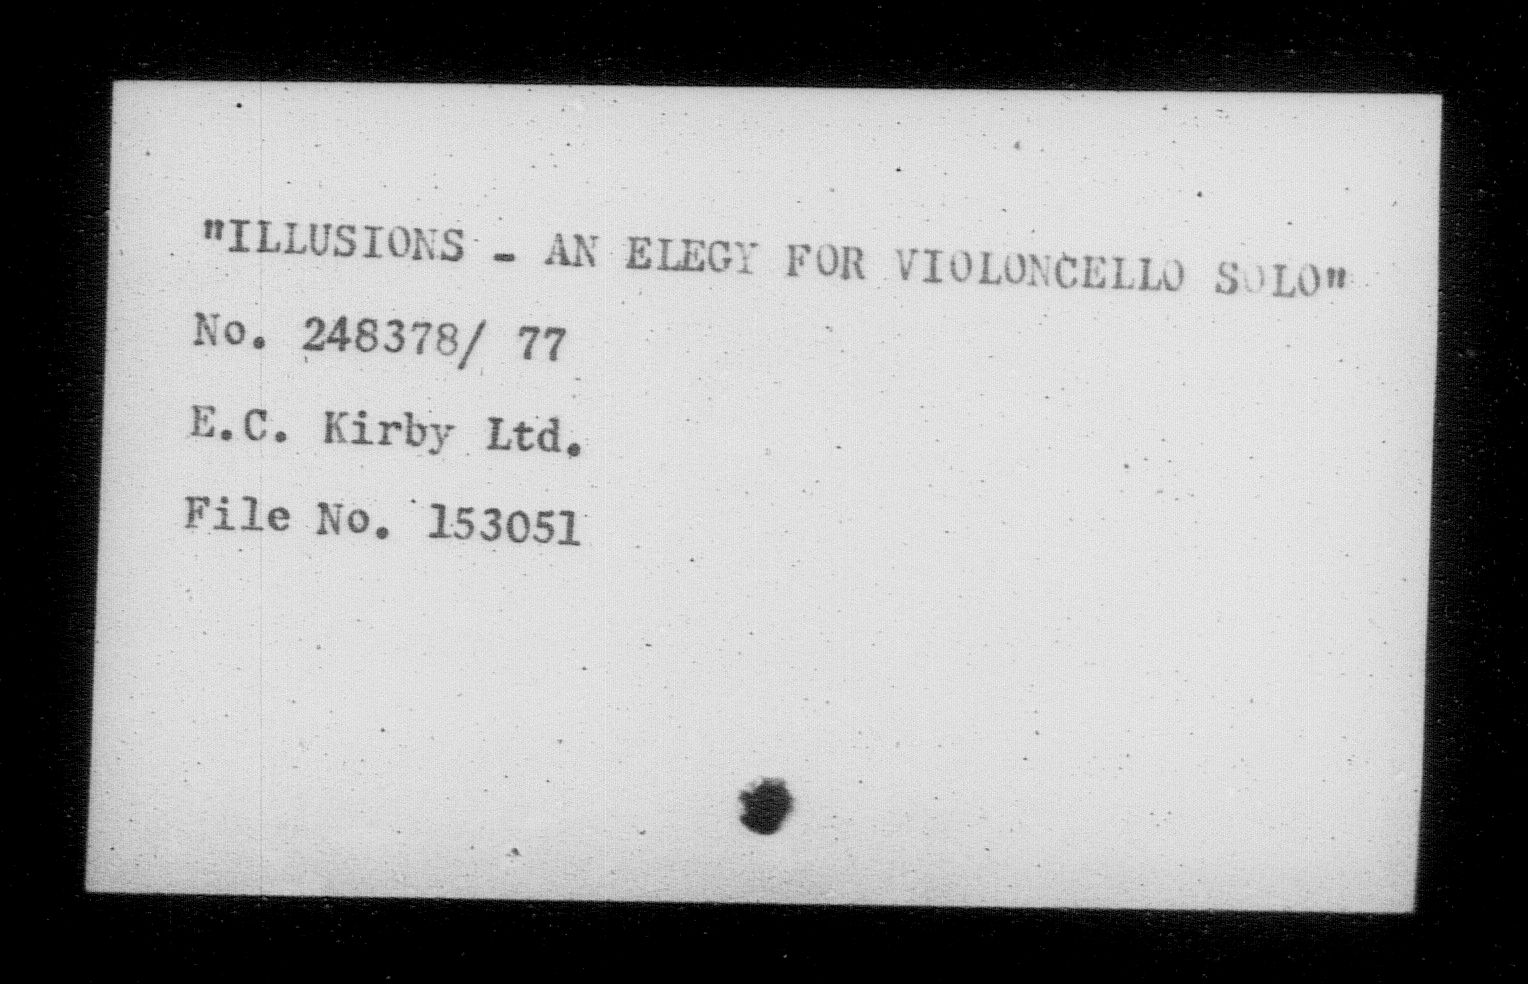 "ILLUSIONS - AN ELEGY FOR VIOLONCELLO SOLO"
No. 248378/ 77
E.C. Kirby Ltd.
File No. 153051